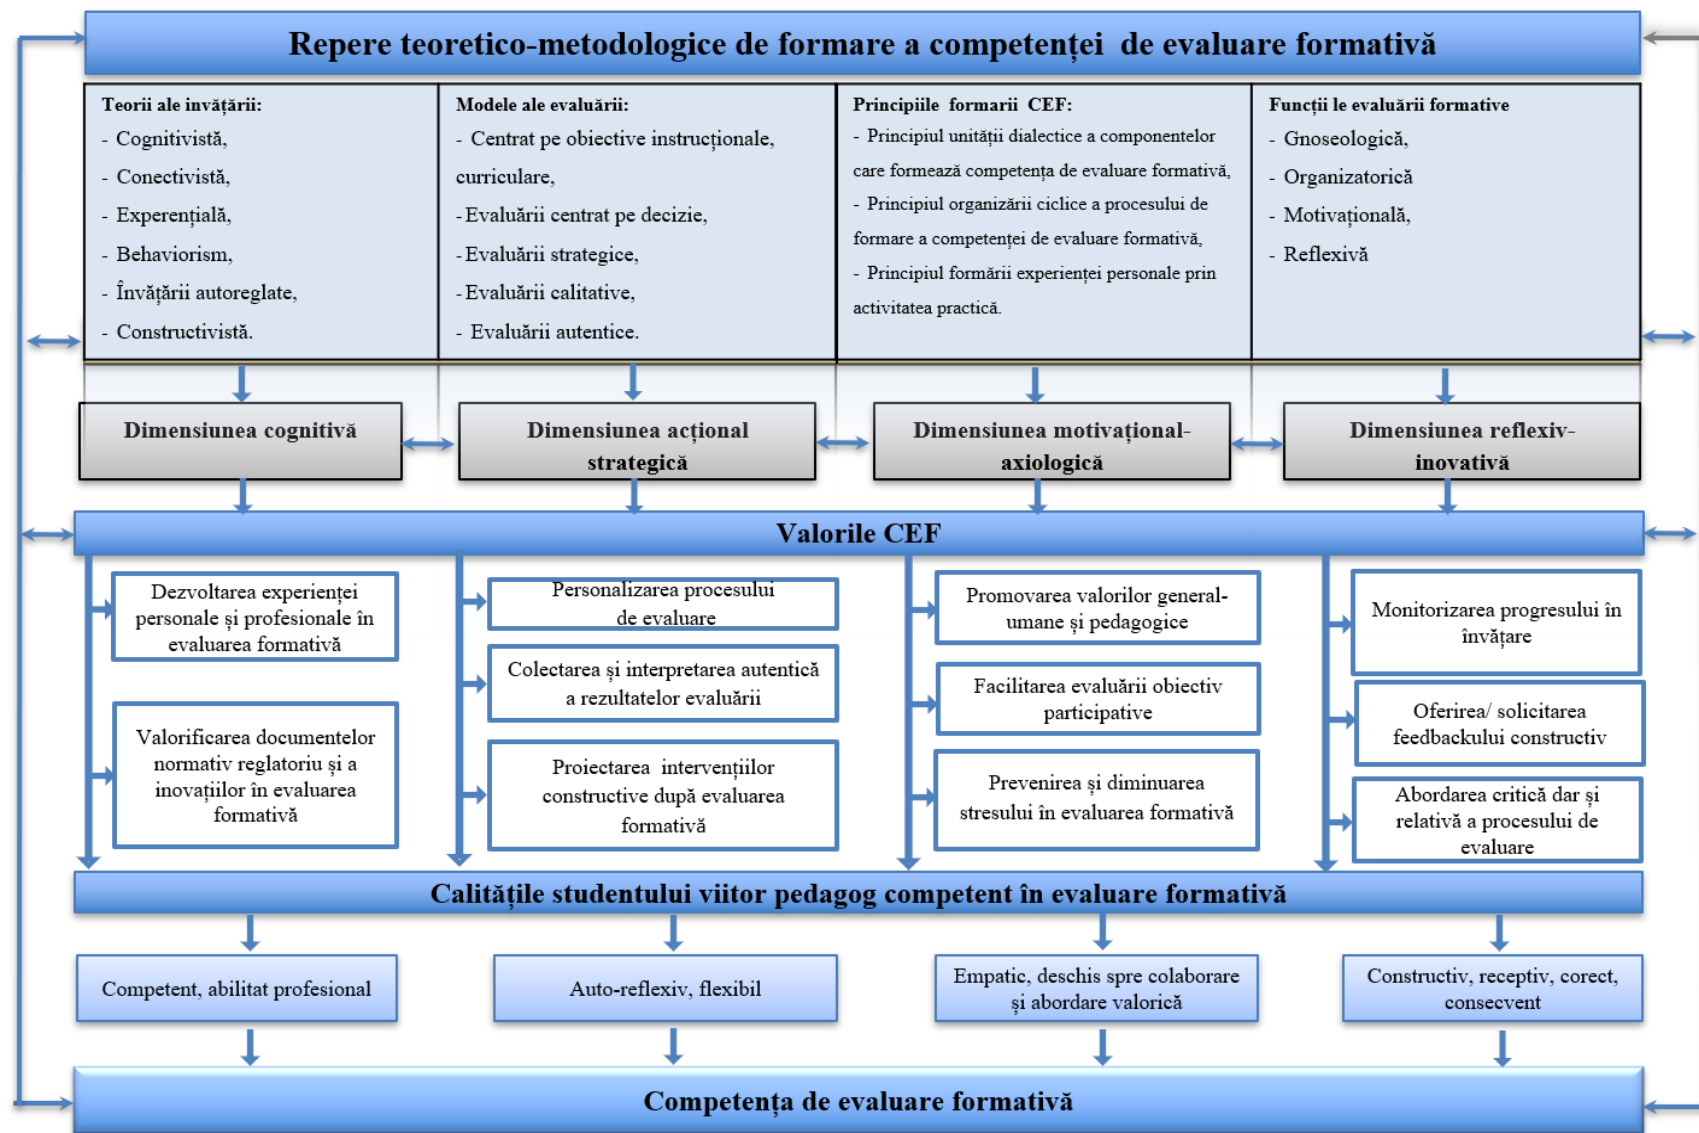 Repere teoretico-metodologice de formare a competenței de evaluare formativă
Teorii ale invățării:
- Cognitivistă,
- Conectivistă,
- Experențială,
- Behaviorism,
- Învățării autoreglate,
- Constructivistă.
Modele ale evaluării:
- Centrat pe obiective instrucționale,
curriculare,
- Evaluării centrat pe decizie,
-Evaluării strategice,
- Evaluării calitative,
- Evaluării autentice.
Principiile formarii CEF:
- Principiul unității dialectice a componentelor
care formează competența de evaluare formativă,
- Principiul organizării ciclice a procesului de
formare a competenței de evaluare formativă,
- Principiul formării experienței personale prin
activitatea practică.
Funcții le evaluării formative
- Gnoseologică,
- Organizatorică
- Motivațională,
- Reflexivă
Dimensiunea cognitivă
Dimensiunea acțional
strategică
Dimensiunea motivațional-
axiologică
Dimensiunea reflexiv-
inovativă
Valorile CEF
Dezvoltarea experienței
personale și profesionale în
evaluarea formativă
Valorificarea documentelor
normativ reglatoriu și a
inovațiilor în evaluarea
formativă
Personalizarea procesului
de evaluare
Colectarea și interpretarea autentică
a rezultatelor evaluării
Proiectarea intervențiilor
constructive după evaluarea
formativă
Promovarea valorilor general-
umane și pedagogice
Facilitarea evaluării obiectiv
participative
Prevenirea și diminuarea
stresului în evaluarea formativă
Monitorizarea progresului în
învățare
Oferirea/ solicitarea
feedbackului constructiv
Abordarea critică dar și
relativă a procesului de
evaluare
Calitățile studentului viitor pedagog competent în evaluare formativă
Competent, abilitat profesional
Auto-reflexiv, flexibil
Empatic, deschis spre colaborare
și abordare valorică
Constructiv, receptiv, corect,
consecvent
Competența de evaluare formativă